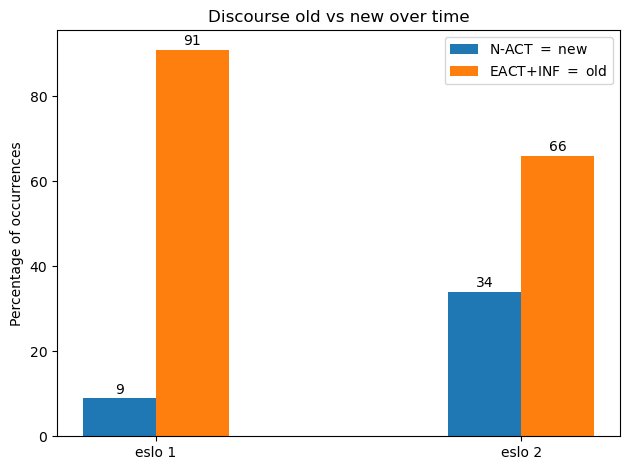 Discourse old vs new over time
N-ACT = new
EACT+INF = old
Percentage of occurrences
80
60
40
20
0
9
91
34
66
eslo 1
eslo 2